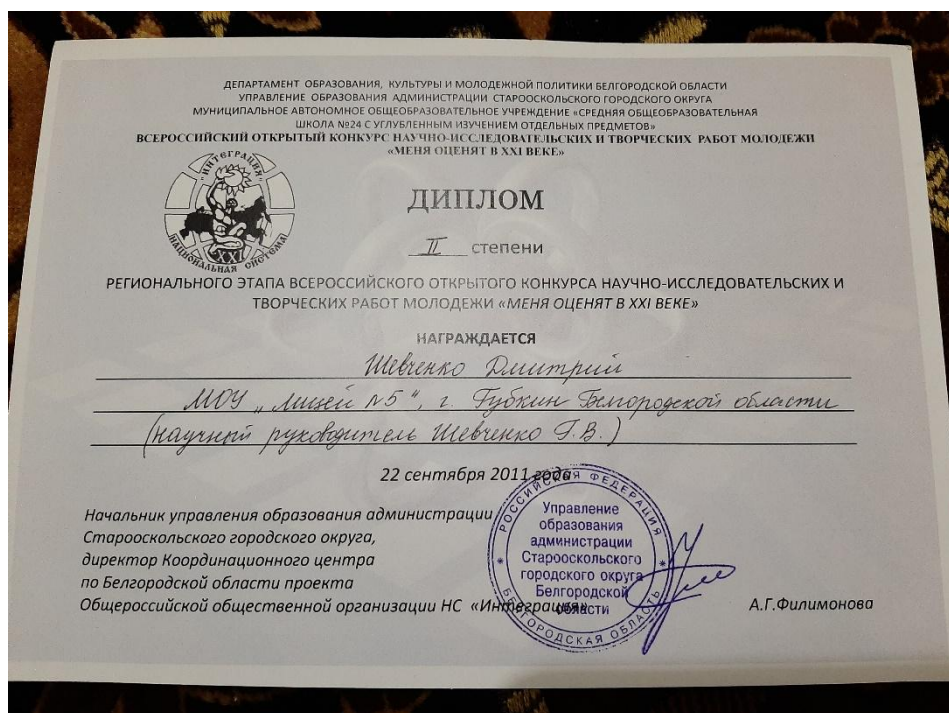 ДЕПАРТАМЕНТ ОБРАЗОВАНИЯ, КУЛЬТУРЫ И МОЛОДЕЖНОЙ ПОЛИТИКИ БЕЛГОРОДСКОЙ ОБЛАСТИ
УПРАВЛЕНИЕ ОБРАЗОВАНИЯ АДМИНИСТРАЦИИ СТАРООСКОЛЬСКОГО ГОРОДСКОГО ОКРУГА
МУНИЦИПАЛЬНОЕ АВТОНОМНОЕ ОБЩЕОБРАЗОВАТЕЛЬНОЕ УЧРЕЖДЕНИЕ «СРЕДНЯЯ ОБЩЕОБРАЗОВАТЕЛЬНАЯ
ШКОЛА №24 С УГЛУБЛЕННЫМ ИЗУЧЕНИЕМ ОТДЕЛЬНЫХ ПРЕДМЕТОВ»
ВСЕРОССИЙСКИЙ ОТКРЫТЫЙ КОНКУРС НАУЧНО-ИССЛЕДОВАТЕЛЬСКИХ И ТВОРЧЕСКИХ РАБОТ МОЛОДЕЖИ
«МЕНЯ ОЦЕНЯТ В XXI ВЕКЕ»
"ИНТЕГРАЦИЯ"
XXI
НАЦИОНАЛЬНАЯ СИСТЕМА
ДИПЛОМ
II степени
РЕГИОНАЛЬНОГО ЭТАПА ВСЕРОССИЙСКОГО ОТКРЫТОГО КОНКУРСА НАУЧНО-ИССЛЕДОВАТЕЛЬСКИХ И
ТВОРЧЕСКИХ РАБОТ МОЛОДЕЖИ «МЕНЯ ОЦЕНЯТ В XXI ВЕКЕ»
НАГРАЖДАЕТСЯ
Шевченко Дмитрий
МОУ „Лицей №5", г. Губкин Белгородской области
(научный руководитель Шевченко Г.В.)
22 сентября 2011 года
Начальник управления образования администрации
Старооскольского городского округа,
директор Координационного центра
по Белгородской области проекта
Общероссийской общественной организации НС «Интеграция»
А.Г.Филимонова
РОССИЙСКАЯ ФЕДЕРАЦИЯ
БЕЛГОРОДСКАЯ ОБЛАСТЬ
Управление
образования
администрации
Старооскольского
городского округа
Белгородской
области